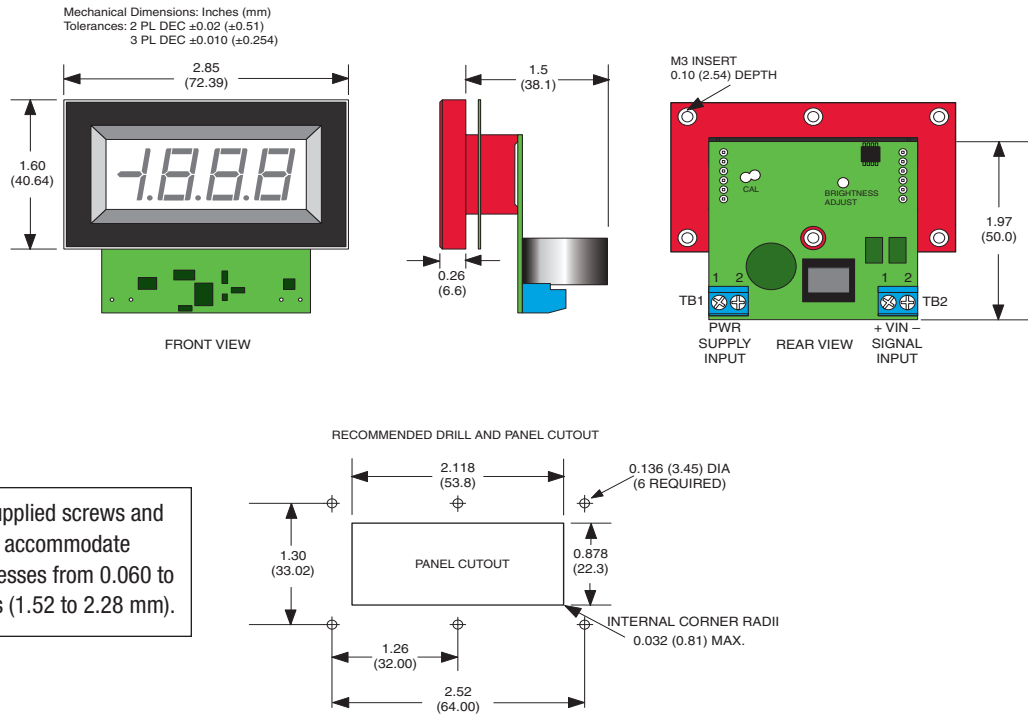 Mechanical Dimensions: Inches (mm)
Tolerances: 2 PL DEC ±0.02 (±0.51)
3 PL DEC ±0.010 (±0.254)
2.85
(72.39)
1.60
(40.64)
-1.8.8.8
FRONT VIEW
1.5
(38.1)
0.26
(6.6)
M3 INSERT
0.10 (2.54) DEPTH
CAL
BRIGHTNESS
ADJUST
1.97
(50.0)
1 2
1 2
TB1
TB2
PWR
SUPPLY
INPUT
REAR VIEW
+ VIN –
SIGNAL
INPUT
RECOMMENDED DRILL AND PANEL CUTOUT
2.118
(53.8)
0.136 (3.45) DIA
(6 REQUIRED)
1.30
(33.02)
PANEL CUTOUT
0.878
(22.3)
INTERNAL CORNER RADII
0.032 (0.81) MAX.
1.26
(32.00)
2.52
(64.00)
screws and
accommodate
from 0.060 to
(1.52 to 2.28 mm).